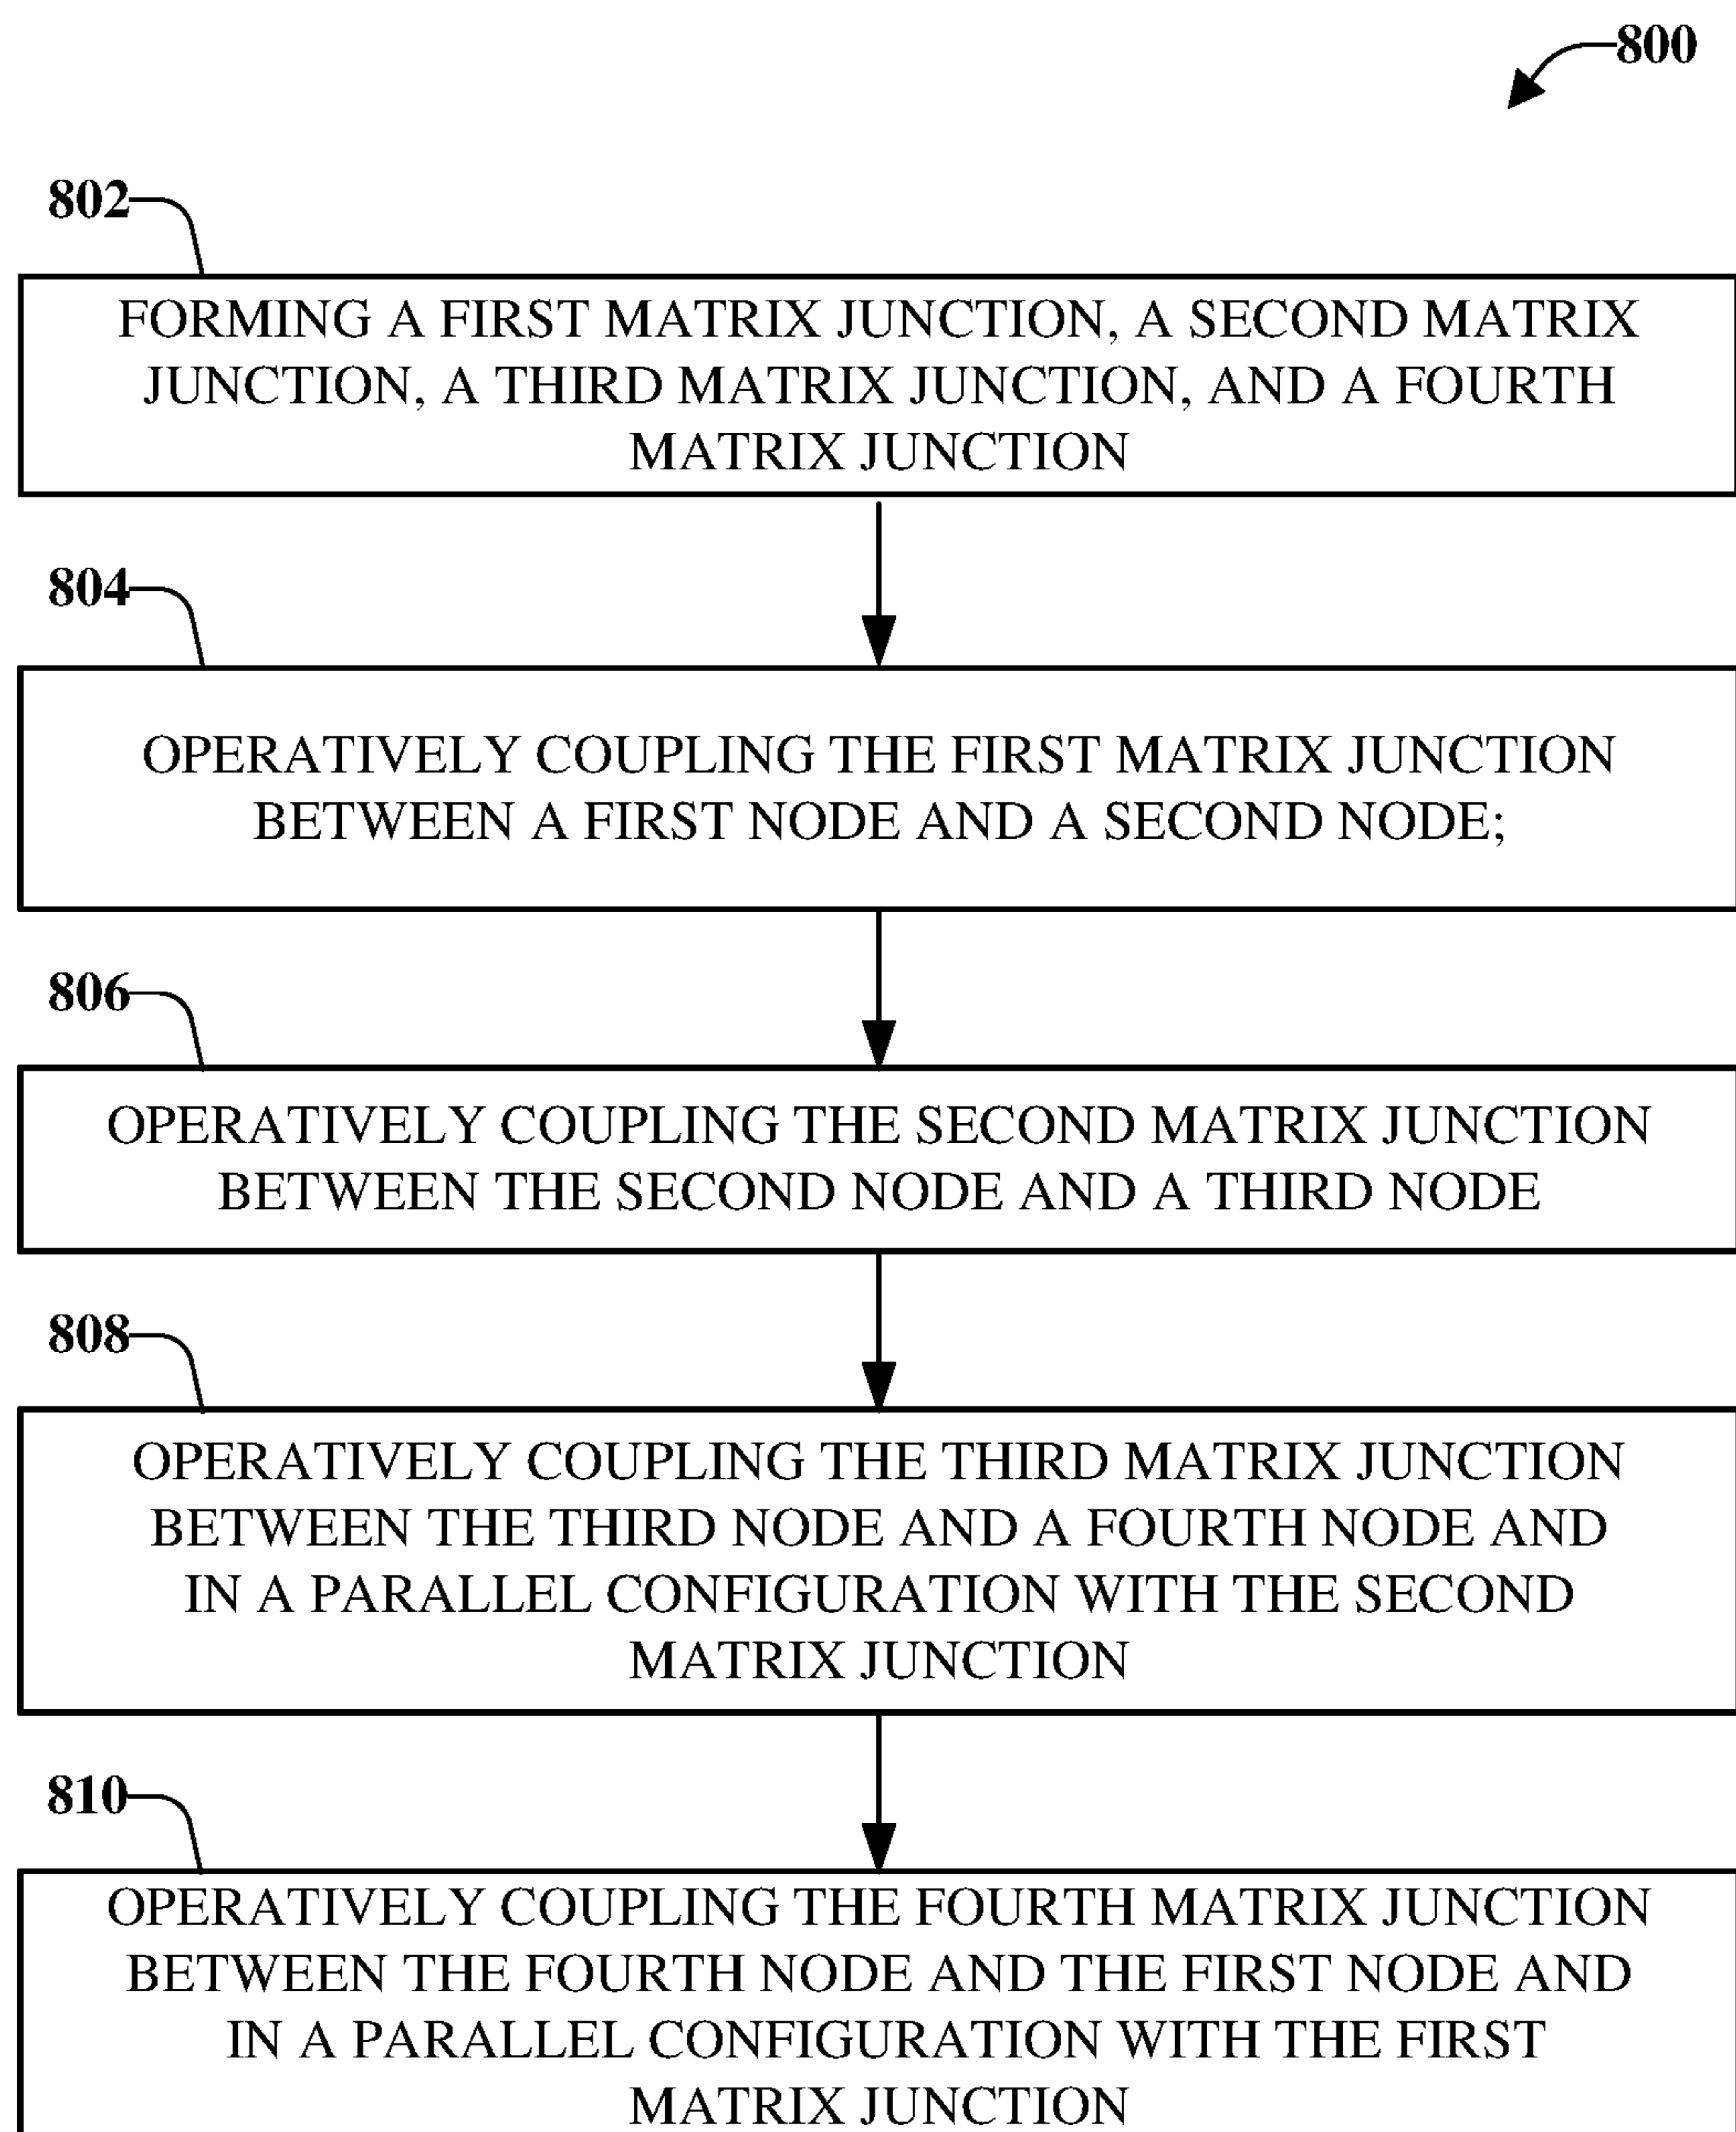 800
802
FORMING A FIRST MATRIX JUNCTION, A SECOND MATRIX
JUNCTION, A THIRD MATRIX JUNCTION, AND A FOURTH
MATRIX JUNCTION
804
OPERATIVELY COUPLING THE FIRST MATRIX JUNCTION
BETWEEN A FIRST NODE AND A SECOND NODE;
806
OPERATIVELY COUPLING THE SECOND MATRIX JUNCTION
BETWEEN THE SECOND NODE AND A THIRD NODE
808
OPERATIVELY COUPLING THE THIRD MATRIX JUNCTION
BETWEEN THE THIRD NODE AND A FOURTH NODE AND
IN A PARALLEL CONFIGURATION WITH THE SECOND
MATRIX JUNCTION
810
OPERATIVELY COUPLING THE FOURTH MATRIX JUNCTION
BETWEEN THE FOURTH NODE AND THE FIRST NODE AND
IN A PARALLEL CONFIGURATION WITH THE FIRST
MATRIX JUNCTION